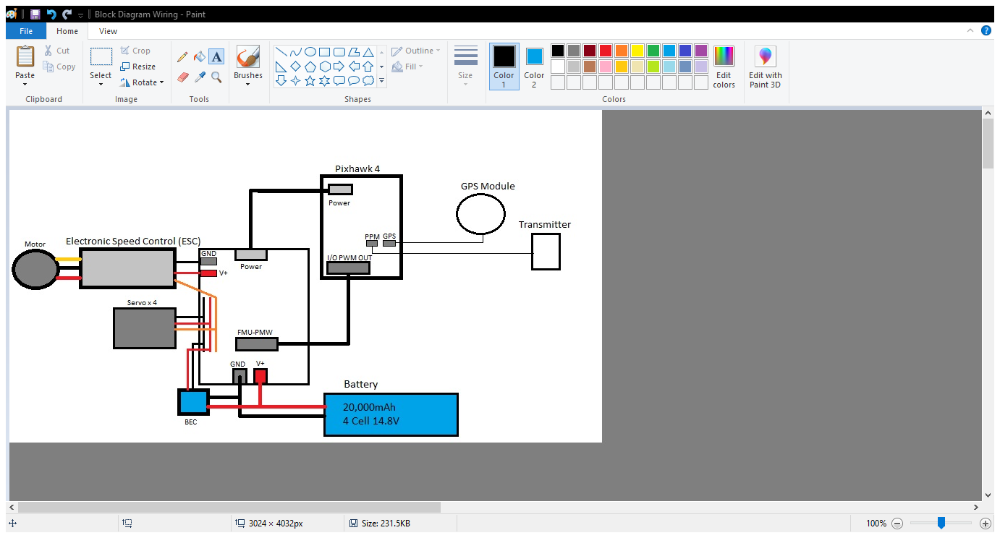 Block Diagram Wiring - Paint
File Home View
Paste
Cut
Copy
Clipboard
Select
Crop
Resize
Rotate
Image
A
Tools
Brushes
Outline
Fill
Shapes
Size
Color 1
Color 2
Edit colors
Edit with Paint 3D
Colors
Pixhawk 4
Power
PPM GPS
I/O PWM OUT
GPS Module
Transmitter
Electronic Speed Control (ESC)
Motor
GND
V+
Power
Servo x 4
FMU-PMW
GND V+
BEC
Battery
20,000mAh
4 Cell 14.8V
3024 × 4032px
Size: 231.5KB
100%